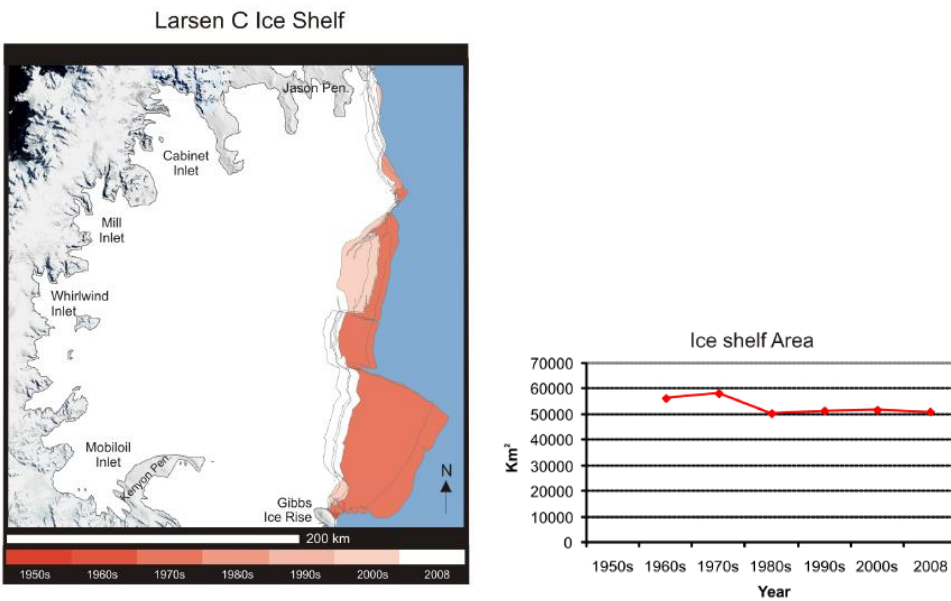 Larsen C Ice Shelf
Jason Pen.
Cabinet
Inlet
Mill
Inlet
Whirlwind
Inlet
Mobiloil
Inlet
Kenyon Pen.
Gibbs
Ice Rise
N
200 km
1950s 1960s 1970s 1980s 1990s 2000s 2008
Ice shelf Area
Km²
70000
60000
50000
40000
30000
20000
10000
0
1950s 1960s 1970s 1980s 1990s 2000s 2008
Year